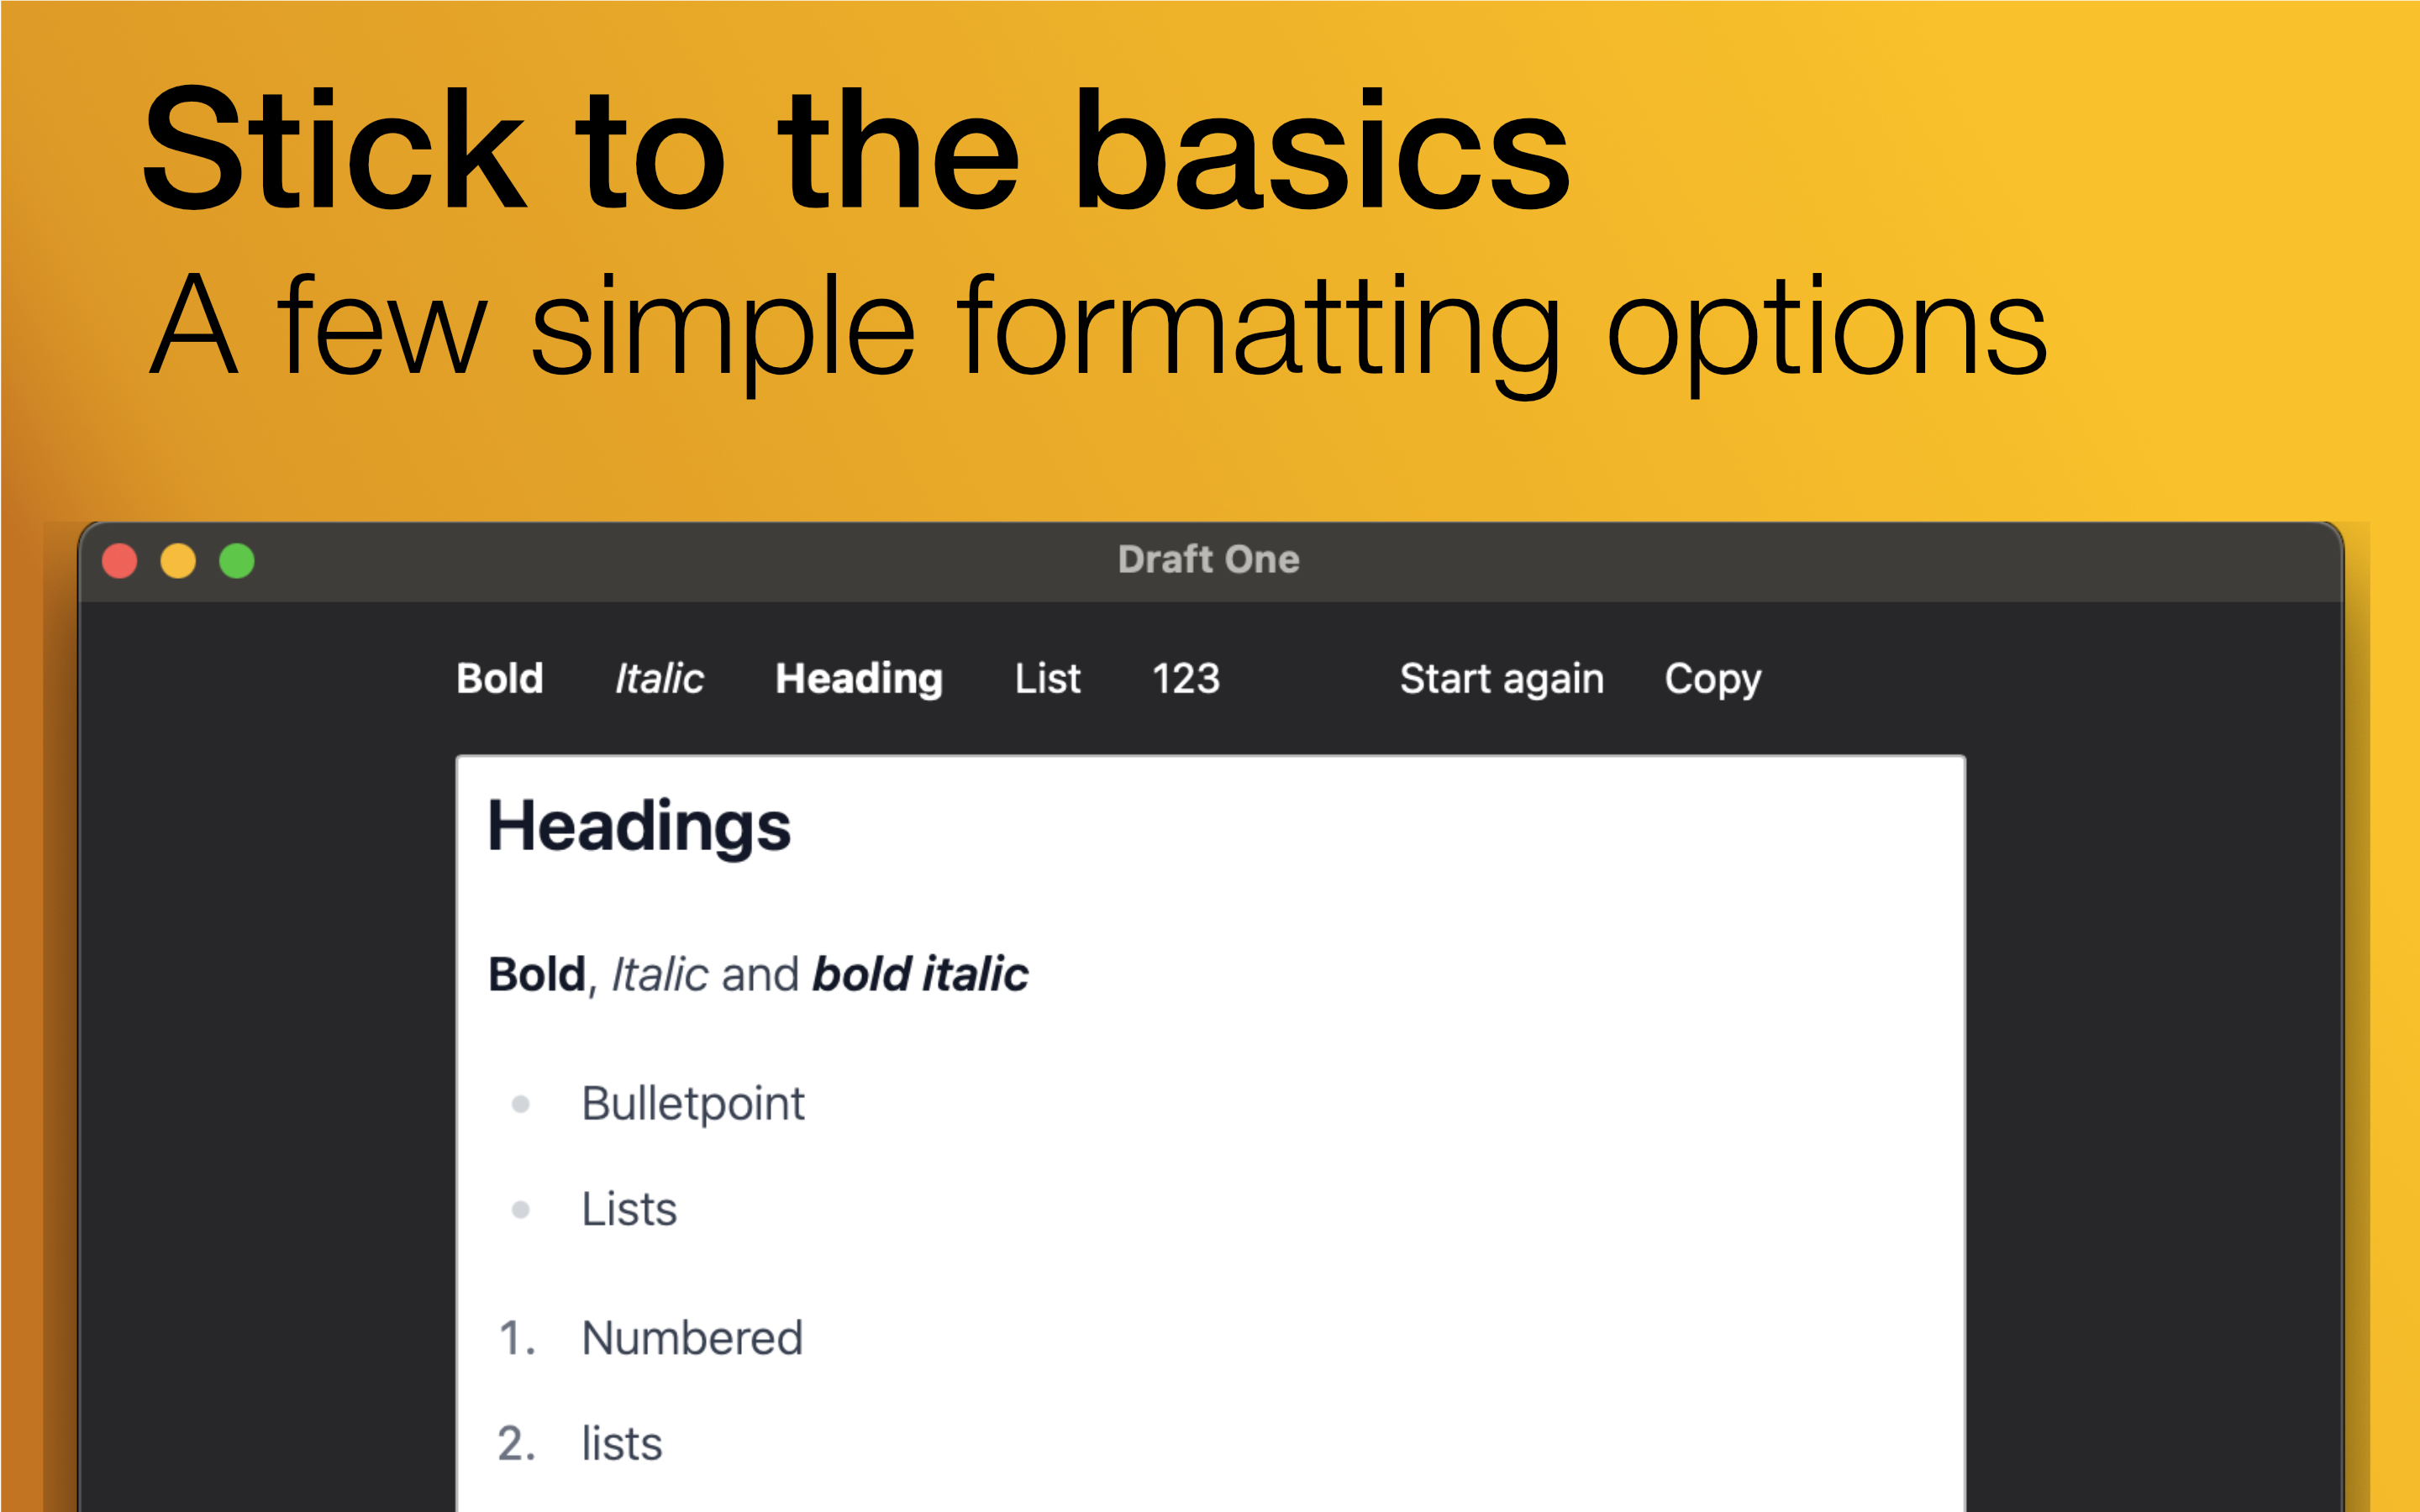 Stick to the basics
A few simple formatting options
Draft One
Bold Italic Heading List 123 Start again Copy
Headings
Bold, Italic and bold italic
Bulletpoint
Lists
1. Numbered
2. lists